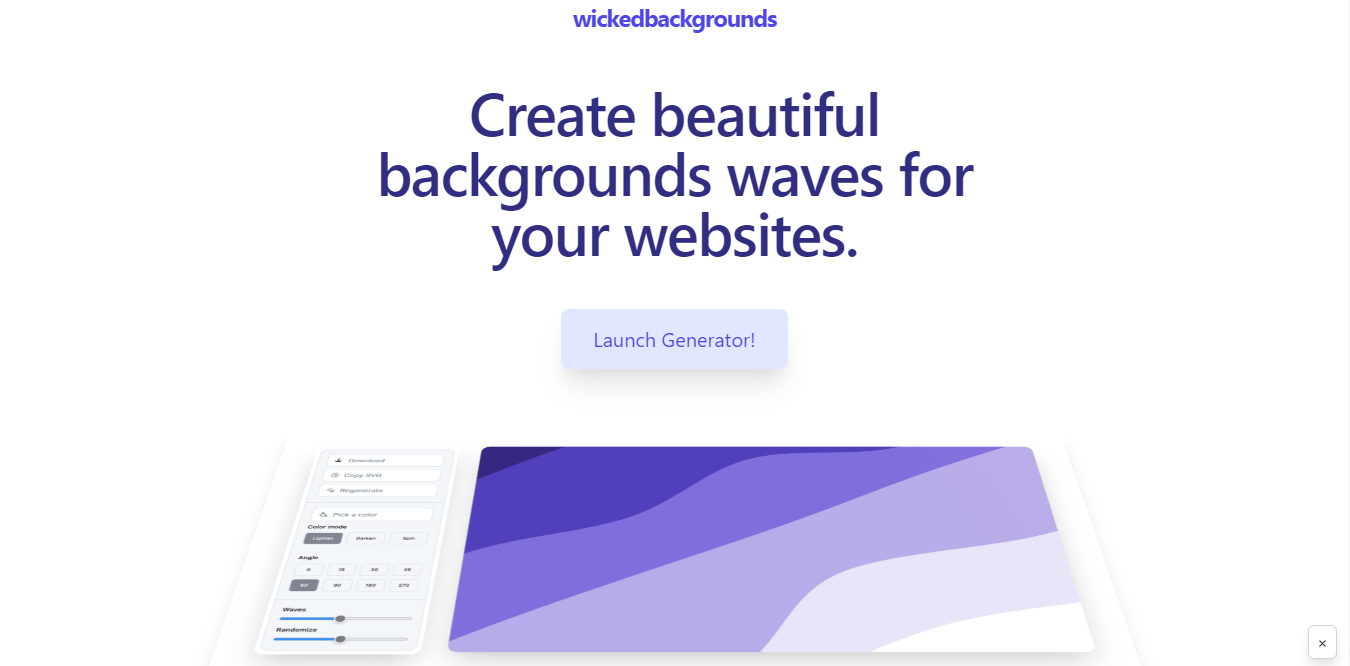 wickedbackgrounds
Create beautiful
backgrounds waves for
your websites.
Launch Generator!
Download
Copy SVG
Regenerate
Pick a color
Color mode
Lighten Darken Spin
Angle
0 15 30 45
60 90 180 270
Waves
Randomize